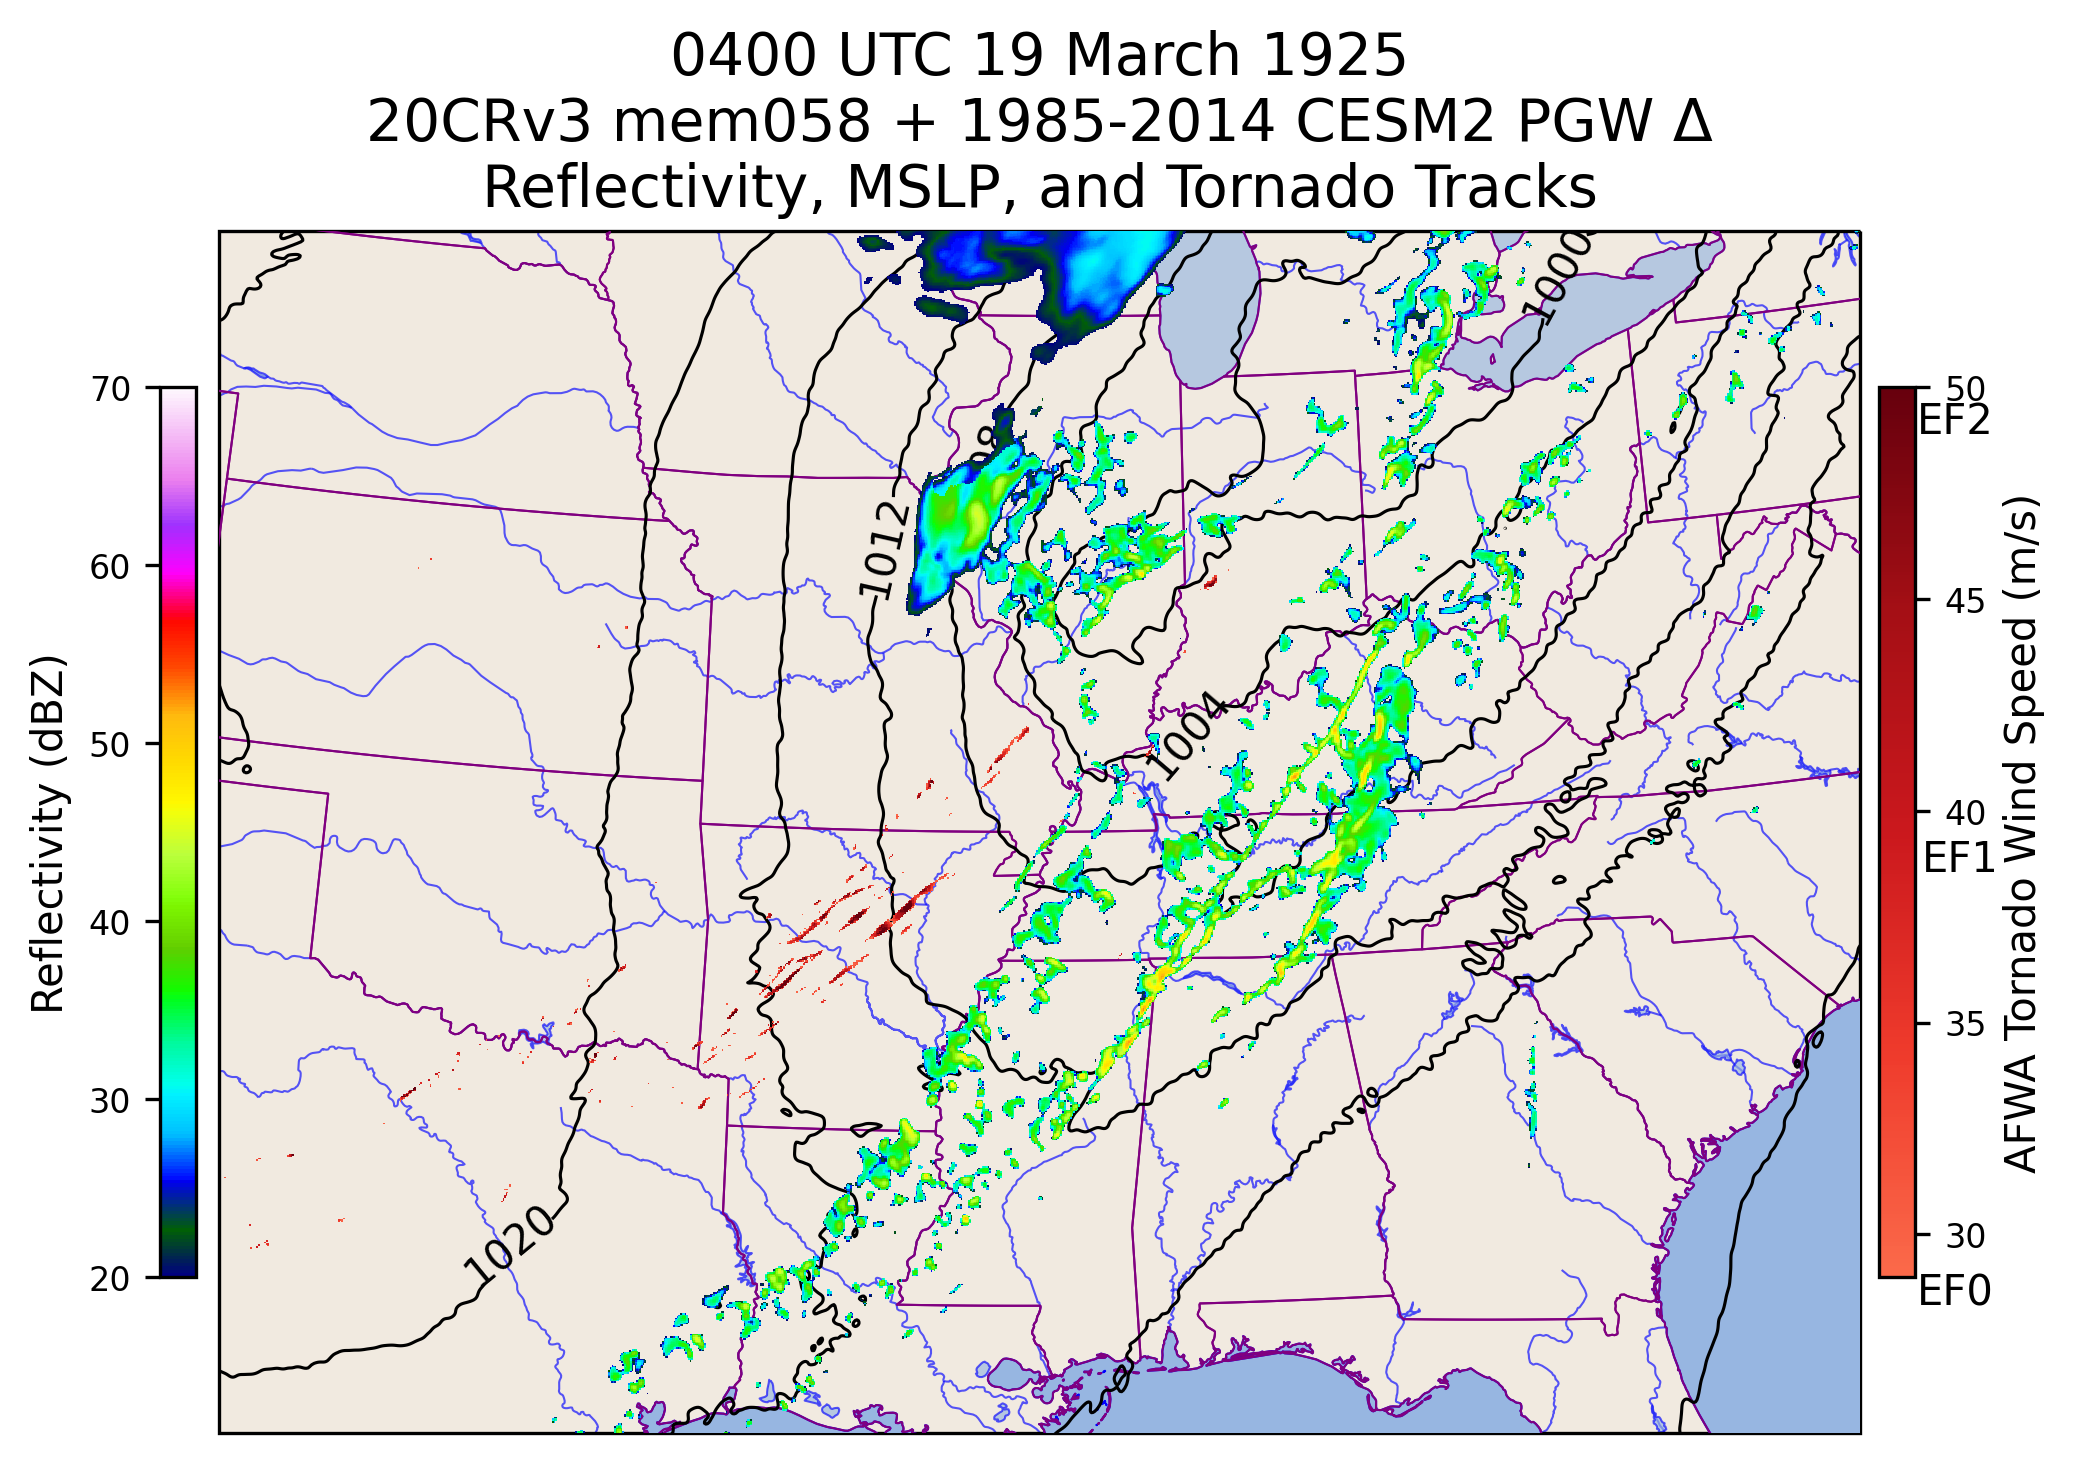 0400 UTC 19 March 1925
20CRv3 mem058 + 1985-2014 CESM2 PGW Δ
Reflectivity, MSLP, and Tornado Tracks
70
60
50
40
30
20
Reflectivity (dBZ)
1000
1012
1004
1020
50
EF2
45
40
EF1
35
30
EF0
AFWA Tornado Wind Speed (m/s)